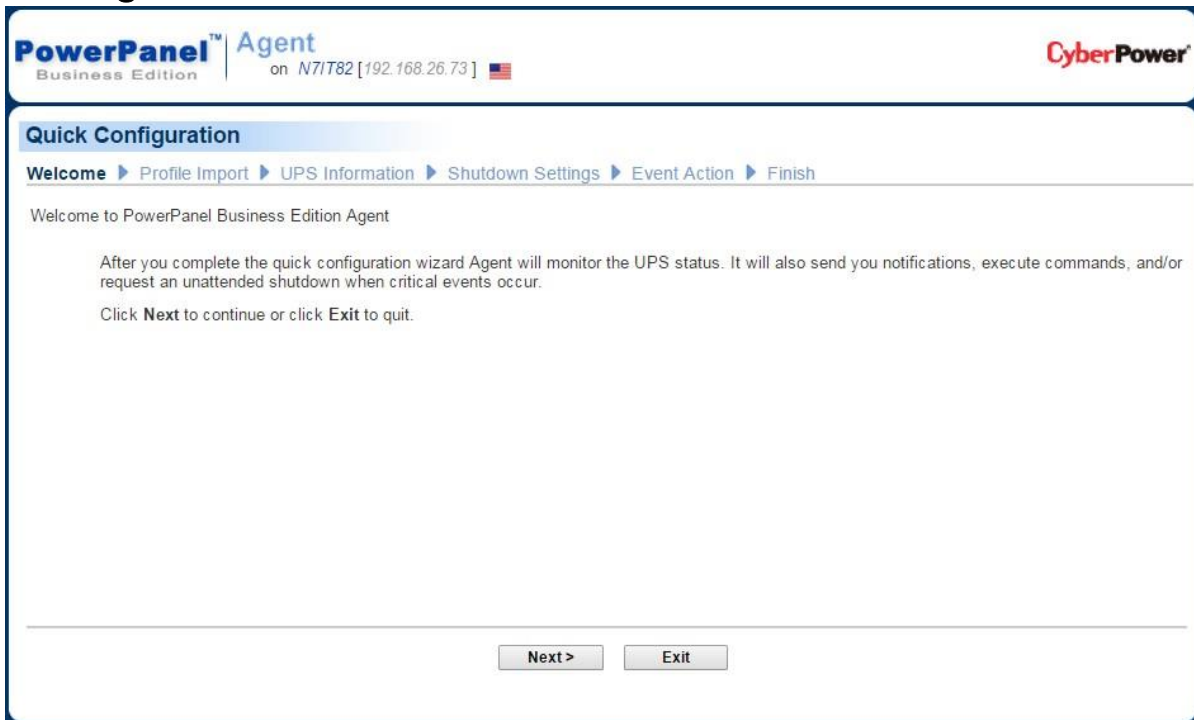 PowerPanel™ Agent
Business Edition on N7IT82 [192.168.26.73]
CyberPower
Quick Configuration
Welcome Profile Import UPS Information Shutdown Settings Event Action Finish
Welcome to PowerPanel Business Edition Agent
After you complete the quick configuration wizard Agent will monitor the UPS status. It will also send you notifications, execute commands, and/or
request an unattended shutdown when critical events occur.
Click Next to continue or click Exit to quit.
Next > Exit